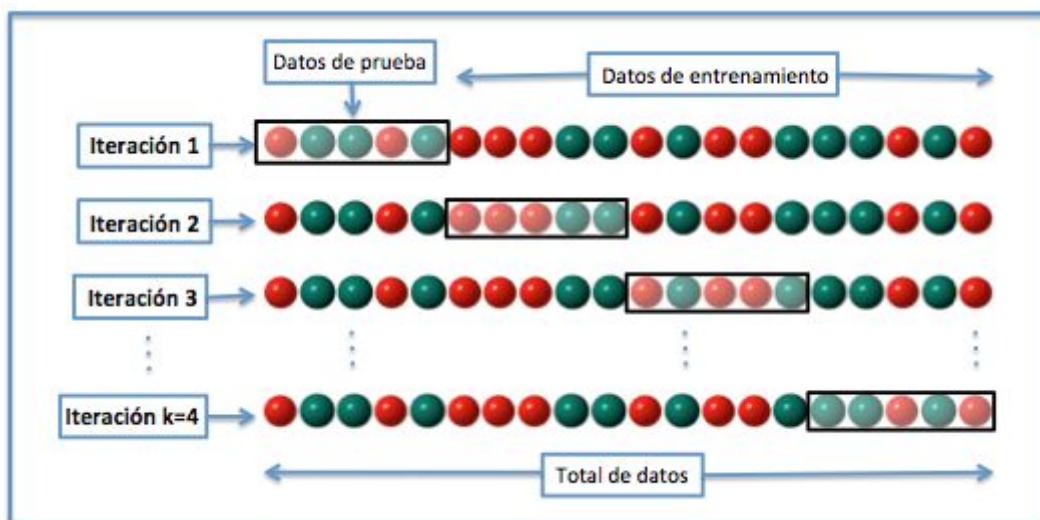 Datos de prueba
Datos de entrenamiento
Iteración 1
Iteración 2
Iteración 3
Iteración k=4
Total de datos